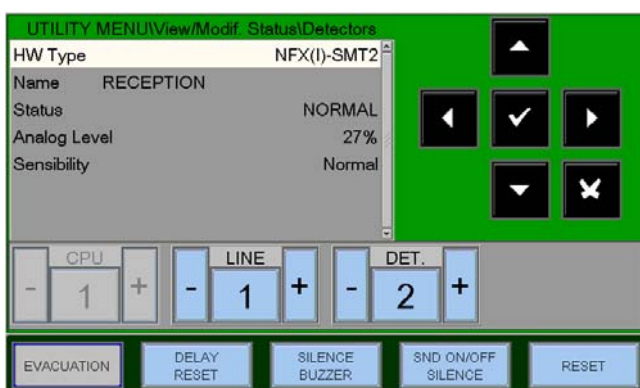 UTILITY MENU\View/Modif. Status\Detectors
HW Type NFX(I)-SMT2
Name RECEPTION
Status NORMAL
Analog Level 27%
Sensibility Normal
CPU LINE DET.
- 1 + - 1 + - 2 +
EVACUATION DELAY RESET SILENCE BUZZER SND ON/OFF SILENCE RESET